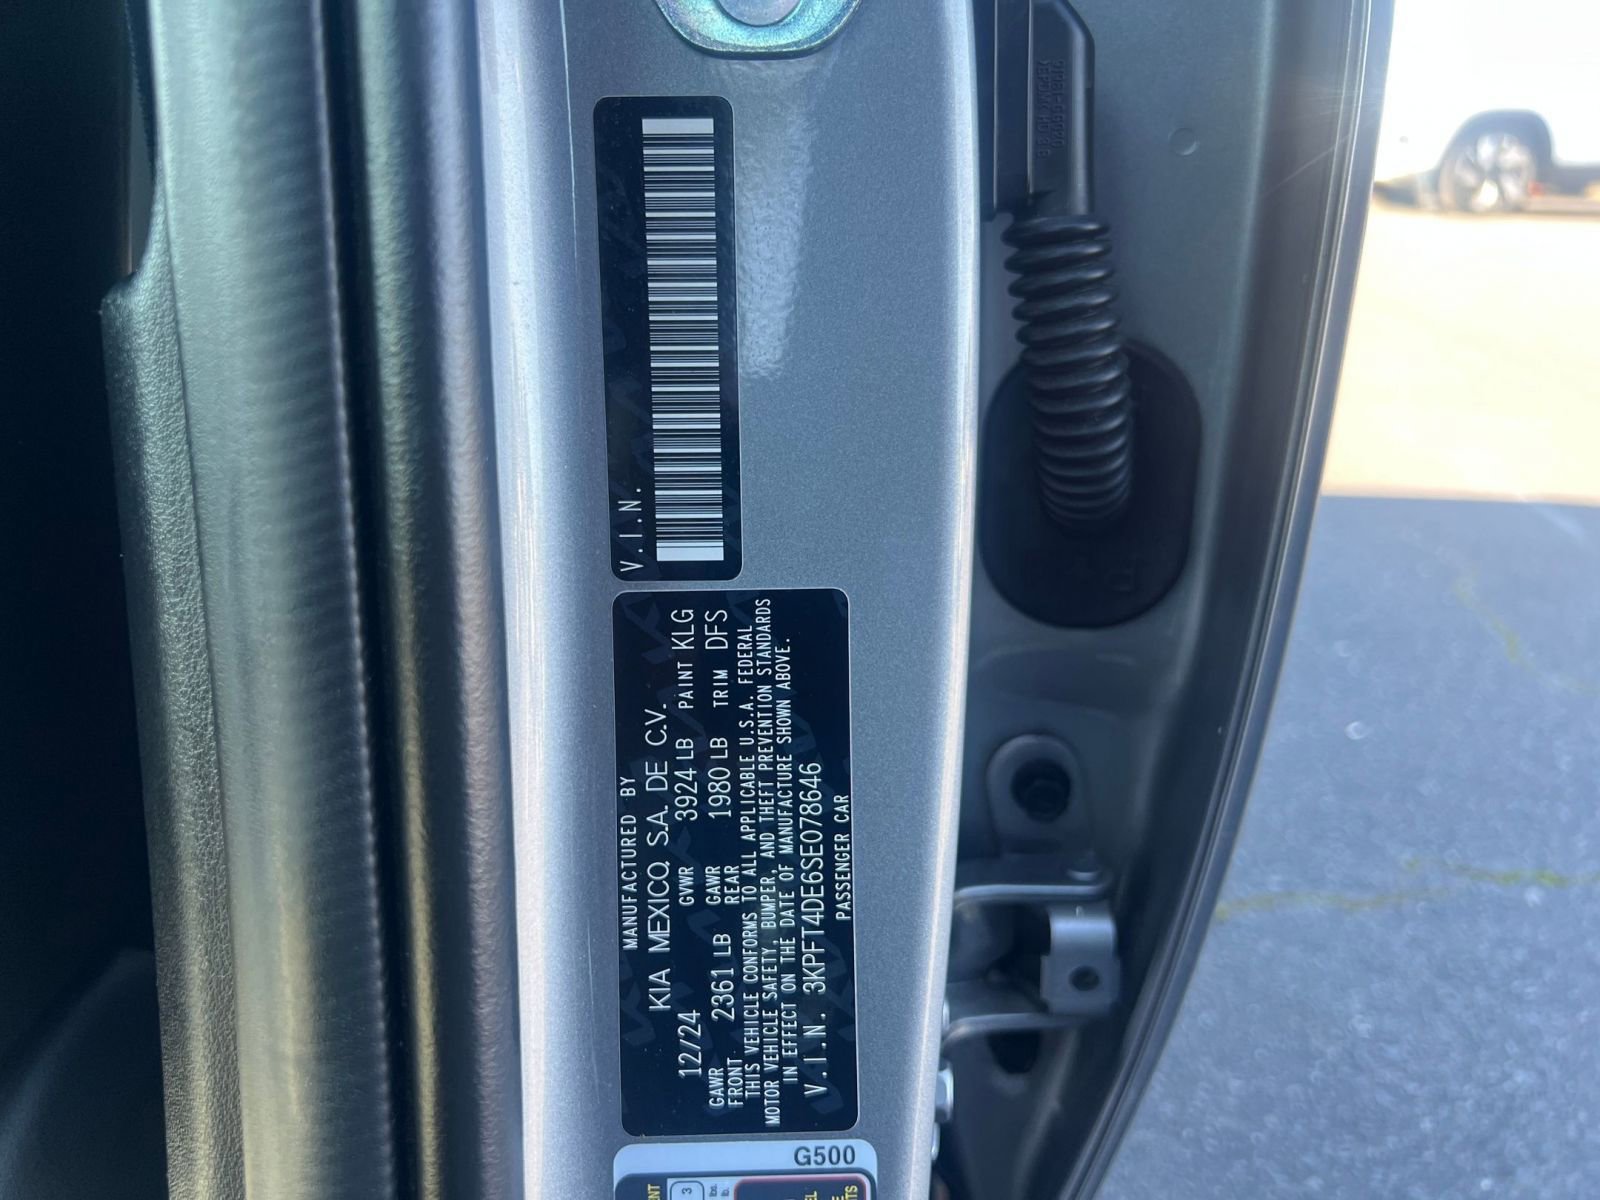 V.I.N.
MANUFACTURED BY
KIA MEXICO, S.A. DE C.V.
12/24 GVWR 3924 LB PAINT KLG
GAWR FRONT 2361 LB GAWR REAR 1980 LB TRIM DFS
THIS VEHICLE CONFORMS TO ALL APPLICABLE U.S.A. FEDERAL
MOTOR VEHICLE SAFETY, BUMPER, AND THEFT PREVENTION STANDARDS
IN EFFECT ON THE DATE OF MANUFACTURE SHOWN ABOVE.
V.I.N. 3KPFT4DE6SE078646
PASSENGER CAR
G500
3